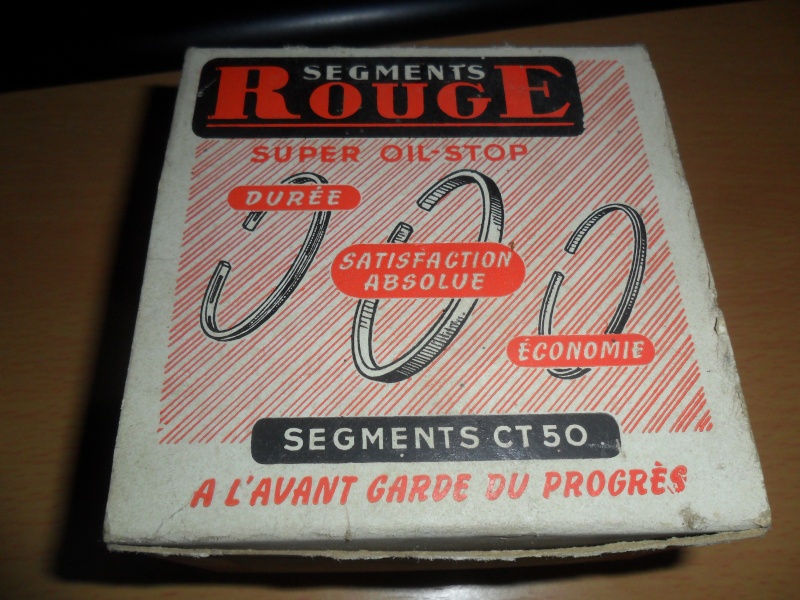 SEGMENTS
ROUGE
SUPER OIL-STOP
DURÉE
SATISFACTION
ABSOLUE
ÉCONOMIE
SEGMENTS CT 50
A L'AVANT GARDE DU PROGRÈS